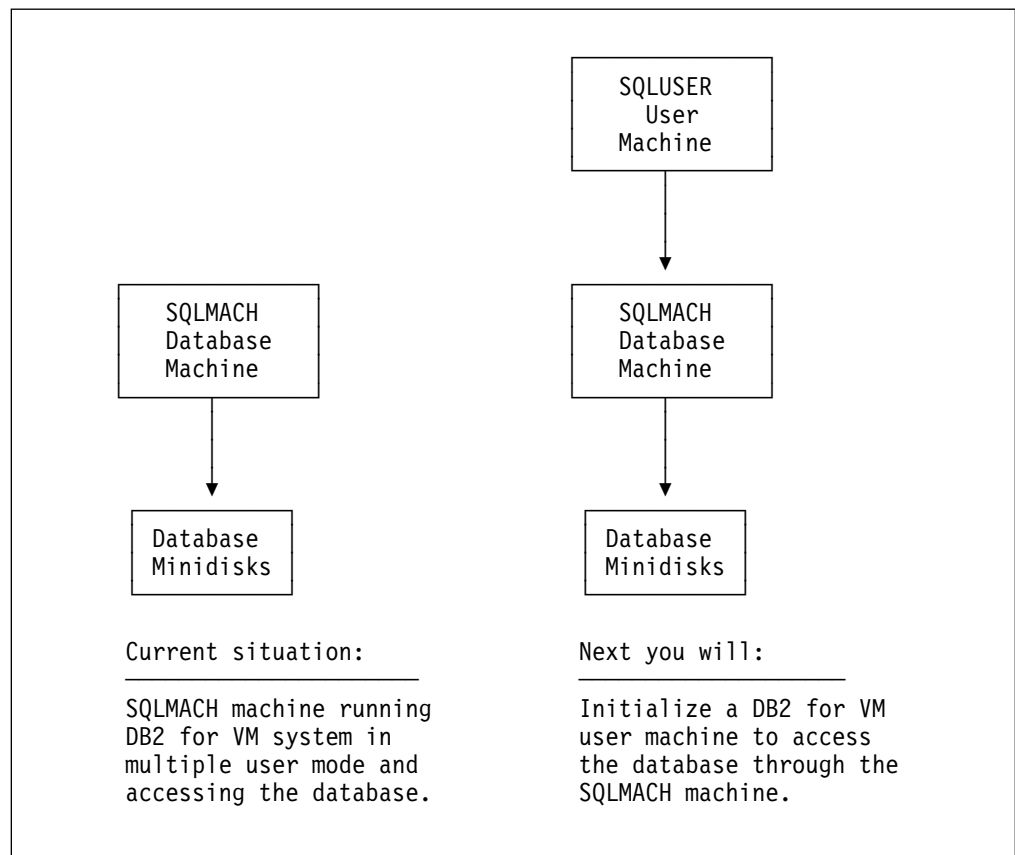 SQLUSER
User
Machine
SQLMACH
Database
Machine
SQLMACH
Database
Machine
Database
Minidisks
Database
Minidisks
Current situation:
SQLMACH machine running
DB2 for VM system in
multiple user mode and
accessing the database.
Next you will:
Initialize a DB2 for VM
user machine to access
the database through the
SQLMACH machine.